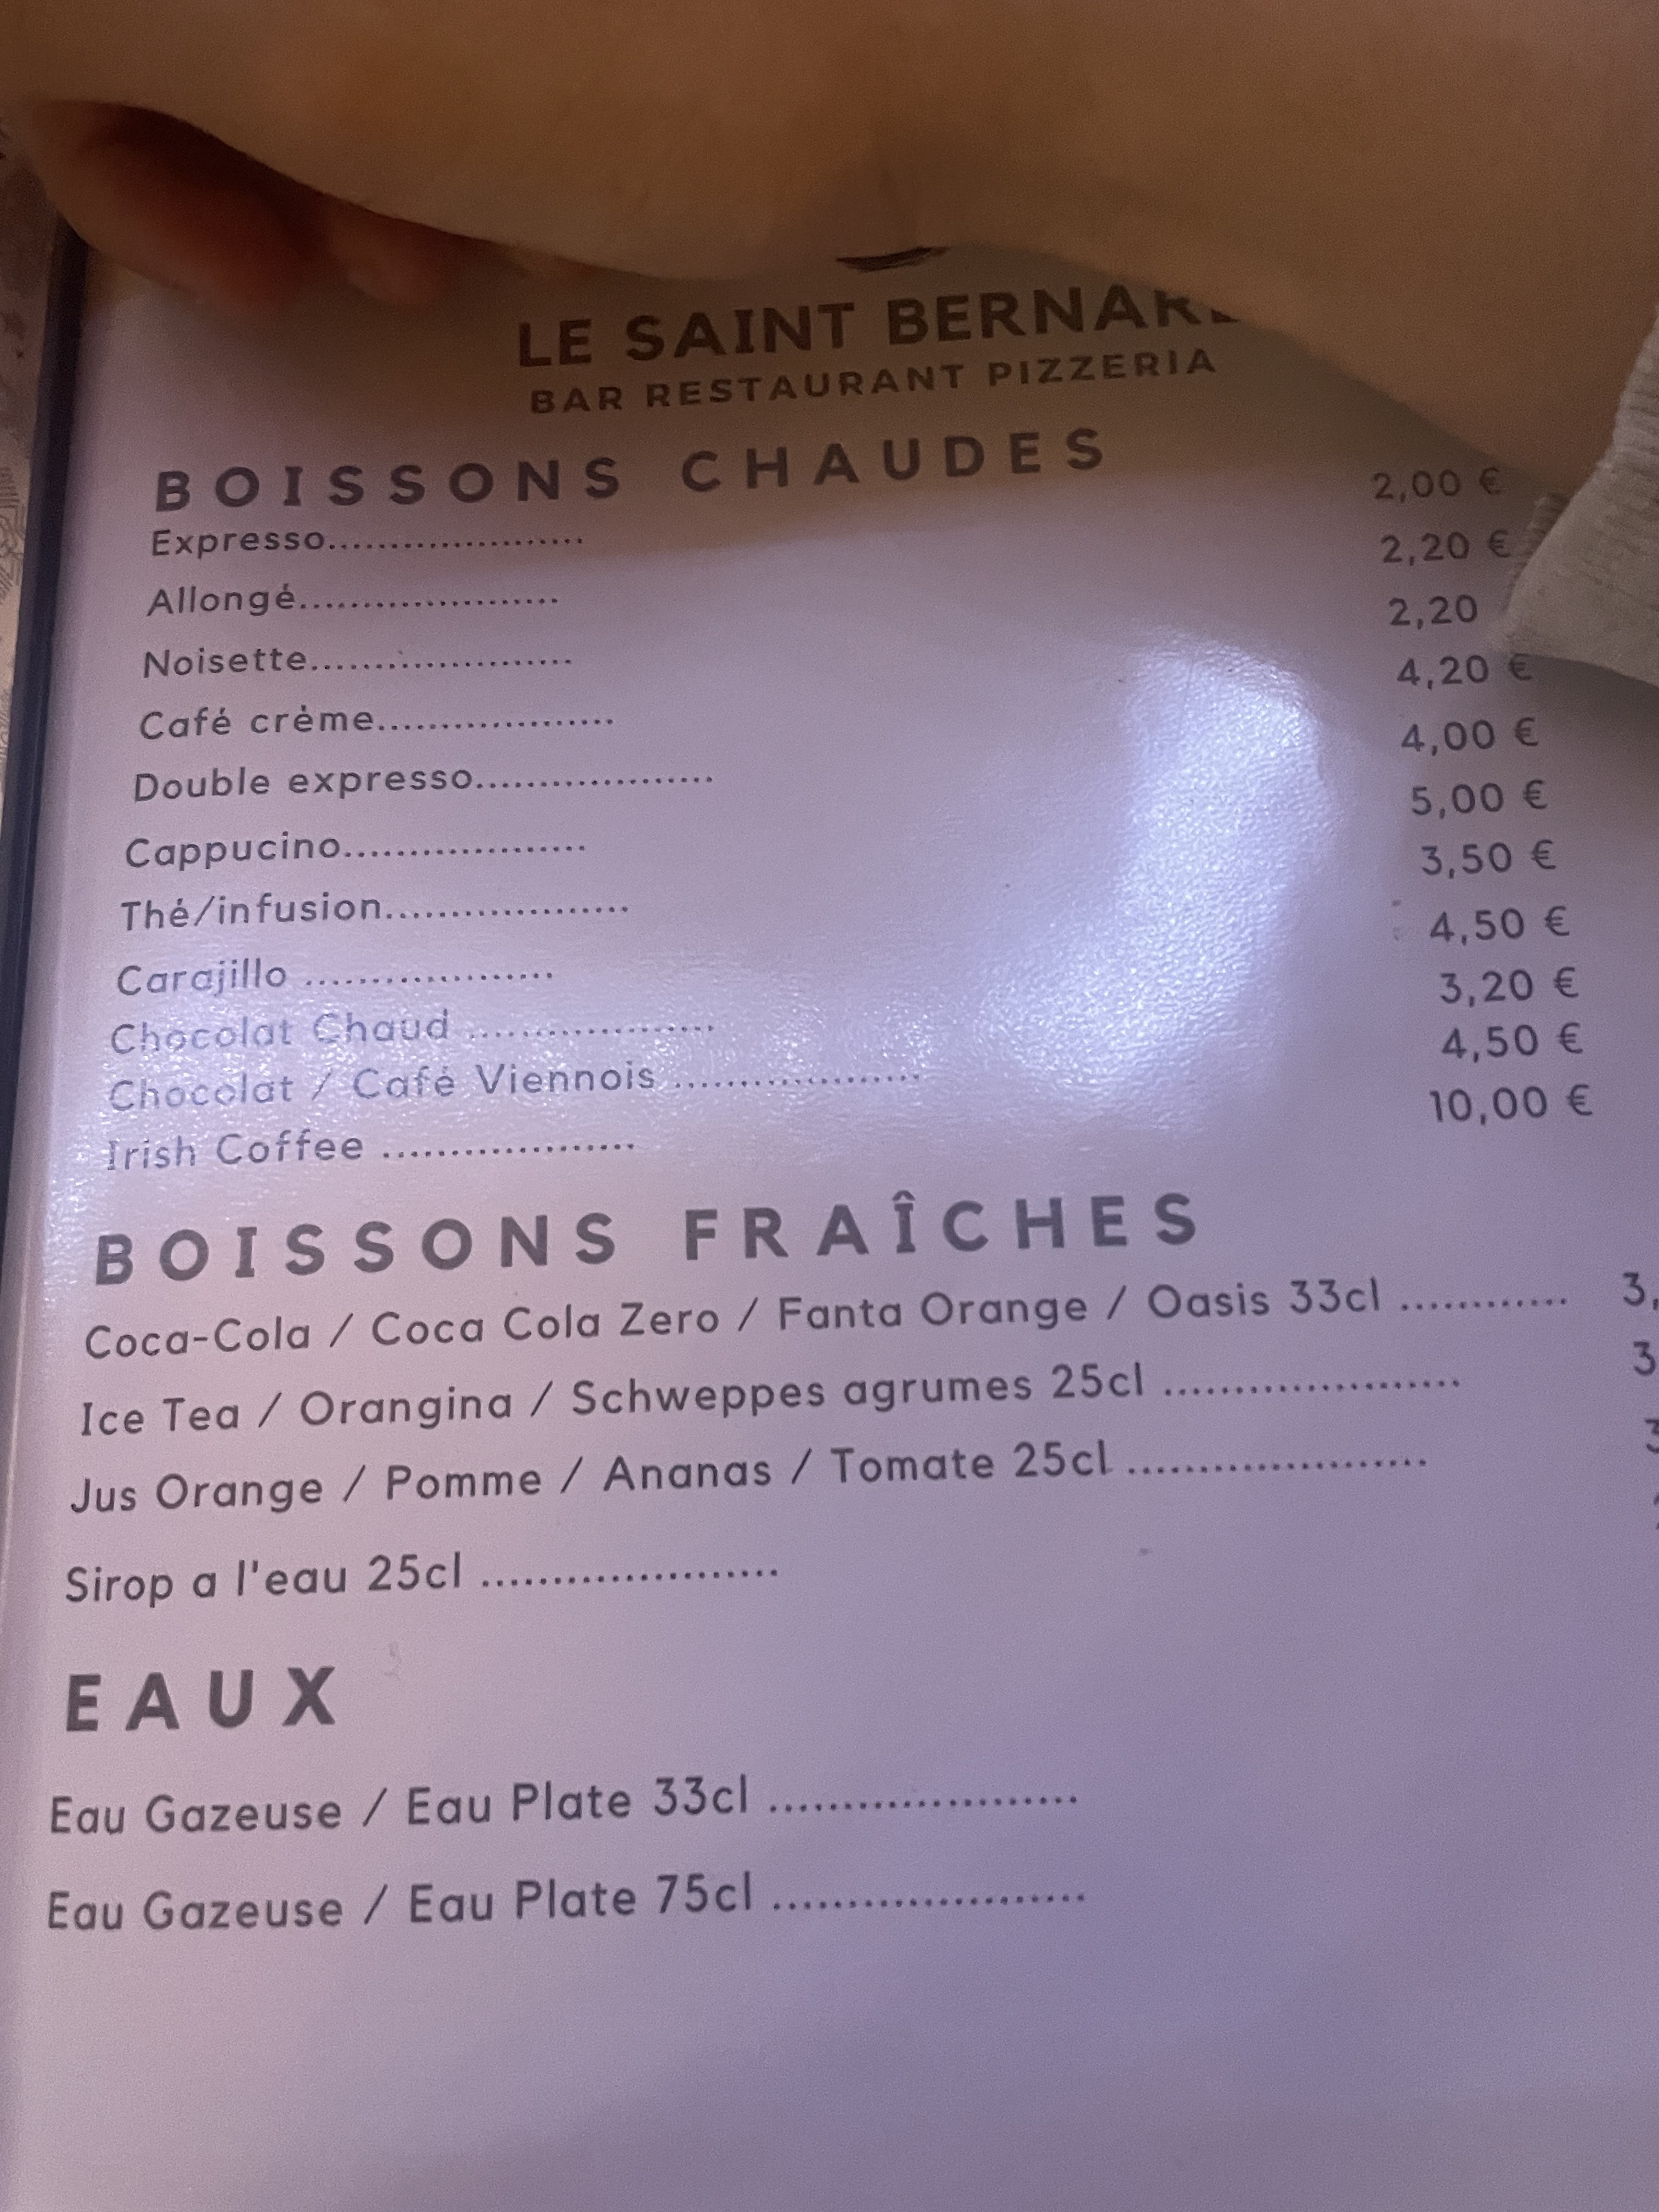 LE SAINT BERNAR
BAR RESTAURANT PIZZERIA
BOISSONS CHAUDES
Expresso...................... 2,00 €
Allongé...................... 2,20 €
Noisette...................... 2,20
Café crème.................... 4,20 €
Double expresso.................... 4,00 €
Cappucino.................... 5,00 €
Thé/infusion.................... 3,50 €
Carajillo .................... 4,50 €
Chocolat Chaud .................... 3,20 €
Chocolat / Café Viennois .................... 4,50 €
Irish Coffee .................... 10,00 €
BOISSONS FRAÎCHES
Coca-Cola / Coca Cola Zero / Fanta Orange / Oasis 33cl ............ 3,
Ice Tea / Orangina / Schweppes agrumes 25cl ..................... 3
Jus Orange / Pomme / Ananas / Tomate 25cl ..................... 3
Sirop a l'eau 25cl .....................
EAUX
Eau Gazeuse / Eau Plate 33cl .....................
Eau Gazeuse / Eau Plate 75cl .....................